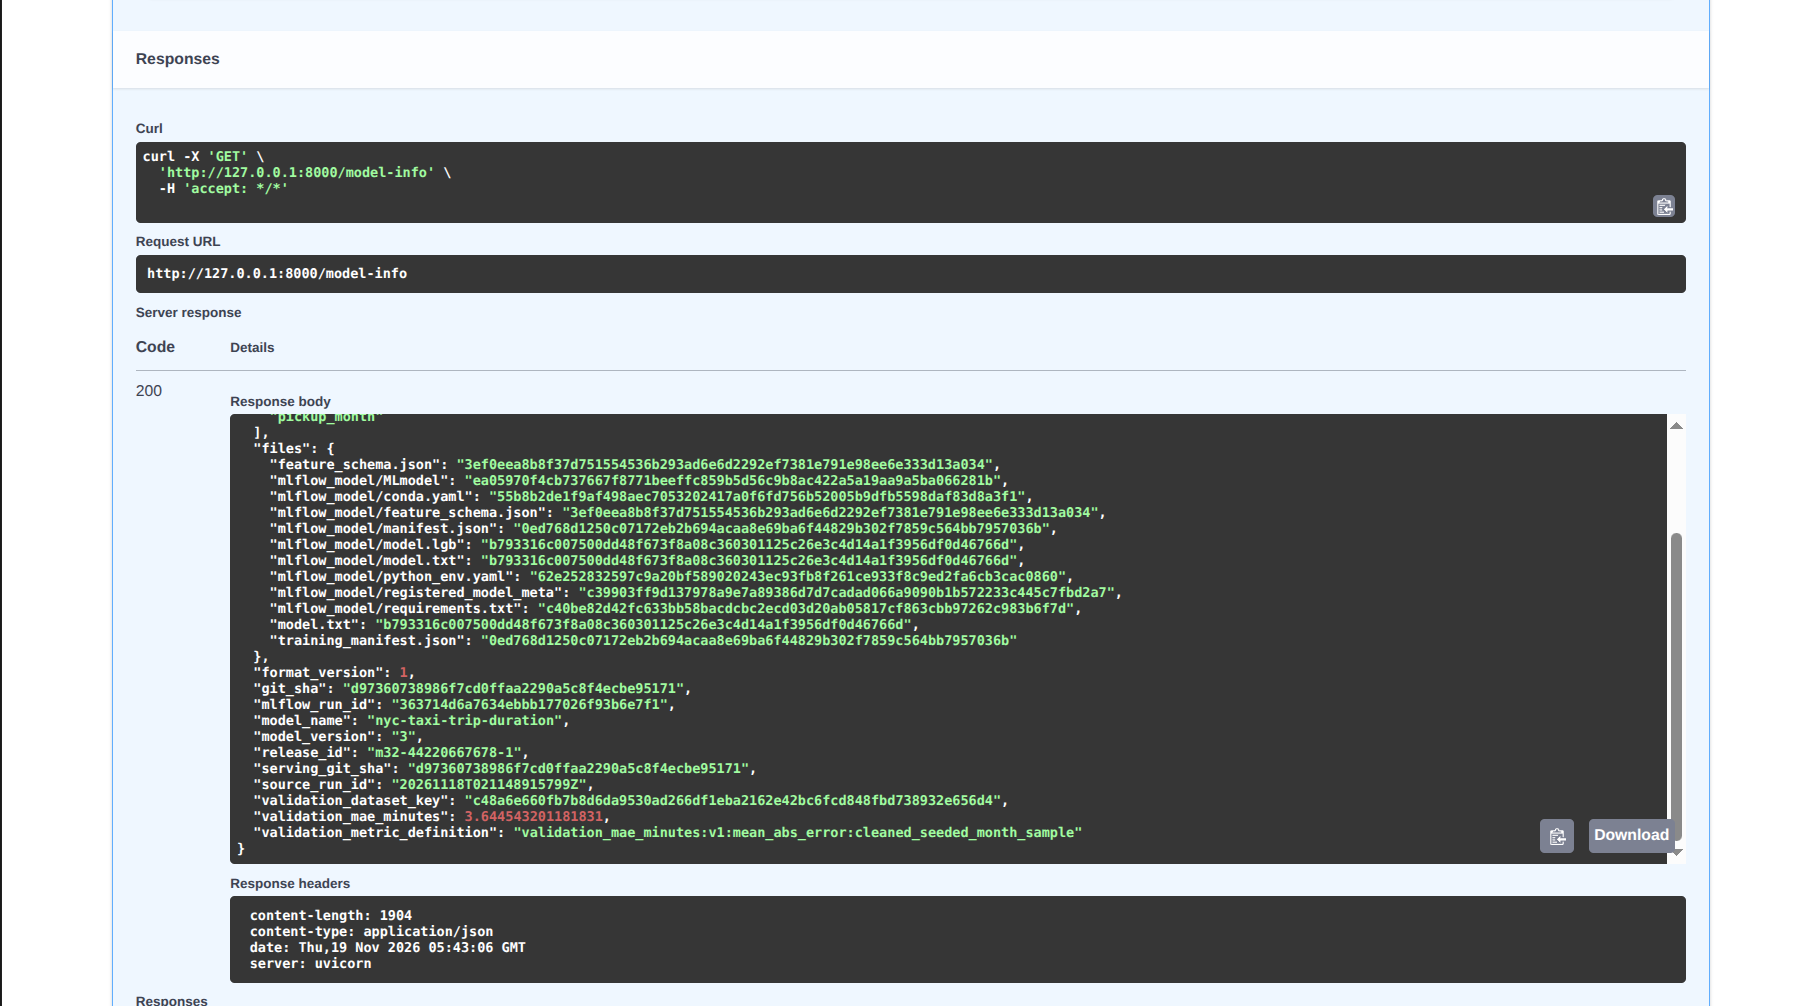 Responses
Curl
curl -X 'GET' \
  'http://127.0.0.1:8000/model-info' \
  -H 'accept: */*'
Request URL
http://127.0.0.1:8000/model-info
Server response
Code Details
200
Response body
    "pickup_month"
  ],
  "files": {
    "feature_schema.json": "3ef0eea8b8f37d751554536b293ad6e6d2292ef7381e791e98ee6e333d13a034",
    "mlflow_model/MLmodel": "ea05970f4cb737667f8771beeffc859b5d56c9b8ac422a5a19aa9a5ba066281b",
    "mlflow_model/conda.yaml": "55b8b2de1f9af498aec7053202417a0f6fd756b52005b9dfb5598daf83d8a3f1",
    "mlflow_model/feature_schema.json": "3ef0eea8b8f37d751554536b293ad6e6d2292ef7381e791e98ee6e333d13a034",
    "mlflow_model/manifest.json": "0ed768d1250c07172eb2b694acaa8e69ba6f44829b302f7859c564bb7957036b",
    "mlflow_model/model.lgb": "b793316c007500dd48f673f8a08c360301125c26e3c4d14a1f3956df0d46766d",
    "mlflow_model/model.txt": "b793316c007500dd48f673f8a08c360301125c26e3c4d14a1f3956df0d46766d",
    "mlflow_model/python_env.yaml": "62e252832597c9a20bf589020243ec93fb8f261ce933f8c9ed2fa6cb3cac0860",
    "mlflow_model/registered_model_meta": "c39903ff9d137978a9e7a89386d7d7cadad066a9090b1b572233c445c7fbd2a7",
    "mlflow_model/requirements.txt": "c40be82d42fc633bb58bacdcbc2ecd03d20ab05817cf863cbb97262c983b6f7d",
    "model.txt": "b793316c007500dd48f673f8a08c360301125c26e3c4d14a1f3956df0d46766d",
    "training_manifest.json": "0ed768d1250c07172eb2b694acaa8e69ba6f44829b302f7859c564bb7957036b"
  },
  "format_version": 1,
  "git_sha": "d97360738986f7cd0ffaa2290a5c8f4ecbe95171",
  "mlflow_run_id": "363714d6a7634ebbb177026f93b6e7f1",
  "model_name": "nyc-taxi-trip-duration",
  "model_version": "3",
  "release_id": "m32-44220667678-1",
  "serving_git_sha": "d97360738986f7cd0ffaa2290a5c8f4ecbe95171",
  "source_run_id": "20261118T021148915799Z",
  "validation_dataset_key": "c48a6e660fb7b8d6da9530ad266df1eba2162e42bc6fcd848fbd738932e656d4",
  "validation_mae_minutes": 3.644543201181831,
  "validation_metric_definition": "validation_mae_minutes:v1:mean_abs_error:cleaned_seeded_month_sample"
}
Download
Response headers
content-length: 1904
content-type: application/json
date: Thu,19 Nov 2026 05:43:06 GMT
server: uvicorn
Responses